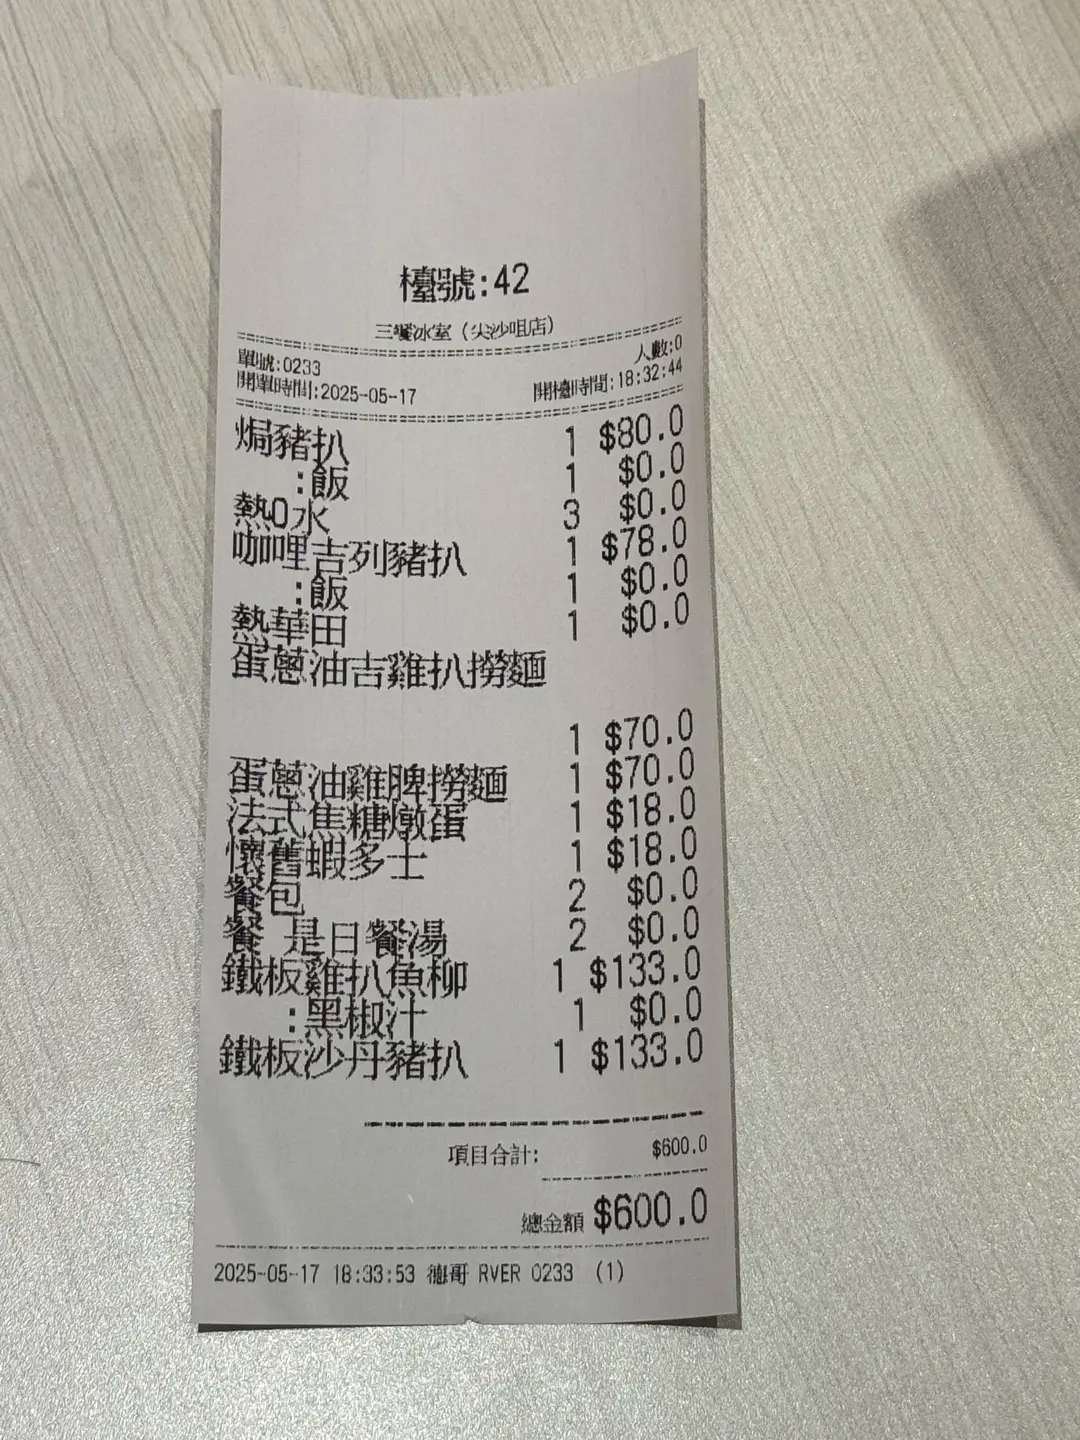 檯號:42
三餐冰室 (尖沙咀店)
單號:0233 人數:0
開單時間:2025-05-17 開檯時間:18:32:44
焗豬扒 1 $80.0
:飯 1 $0.0
熱0水 3 $0.0
咖哩吉列豬扒 1 $78.0
:飯 1 $0.0
熱華田 1 $0.0
蛋蔥油吉雞扒撈麵
1 $70.0
蛋蔥油雞脾撈麵 1 $70.0
法式焦糖燉蛋 1 $18.0
懷舊蝦多士 1 $18.0
餐包 2 $0.0
餐 是日餐湯 2 $0.0
鐵板雞扒魚柳 1 $133.0
:黑椒汁 1 $0.0
鐵板沙丹豬扒 1 $133.0
項目合計: $600.0
總金額 $600.0
2025-05-17 18:33:53 德哥 RVER 0233 (1)